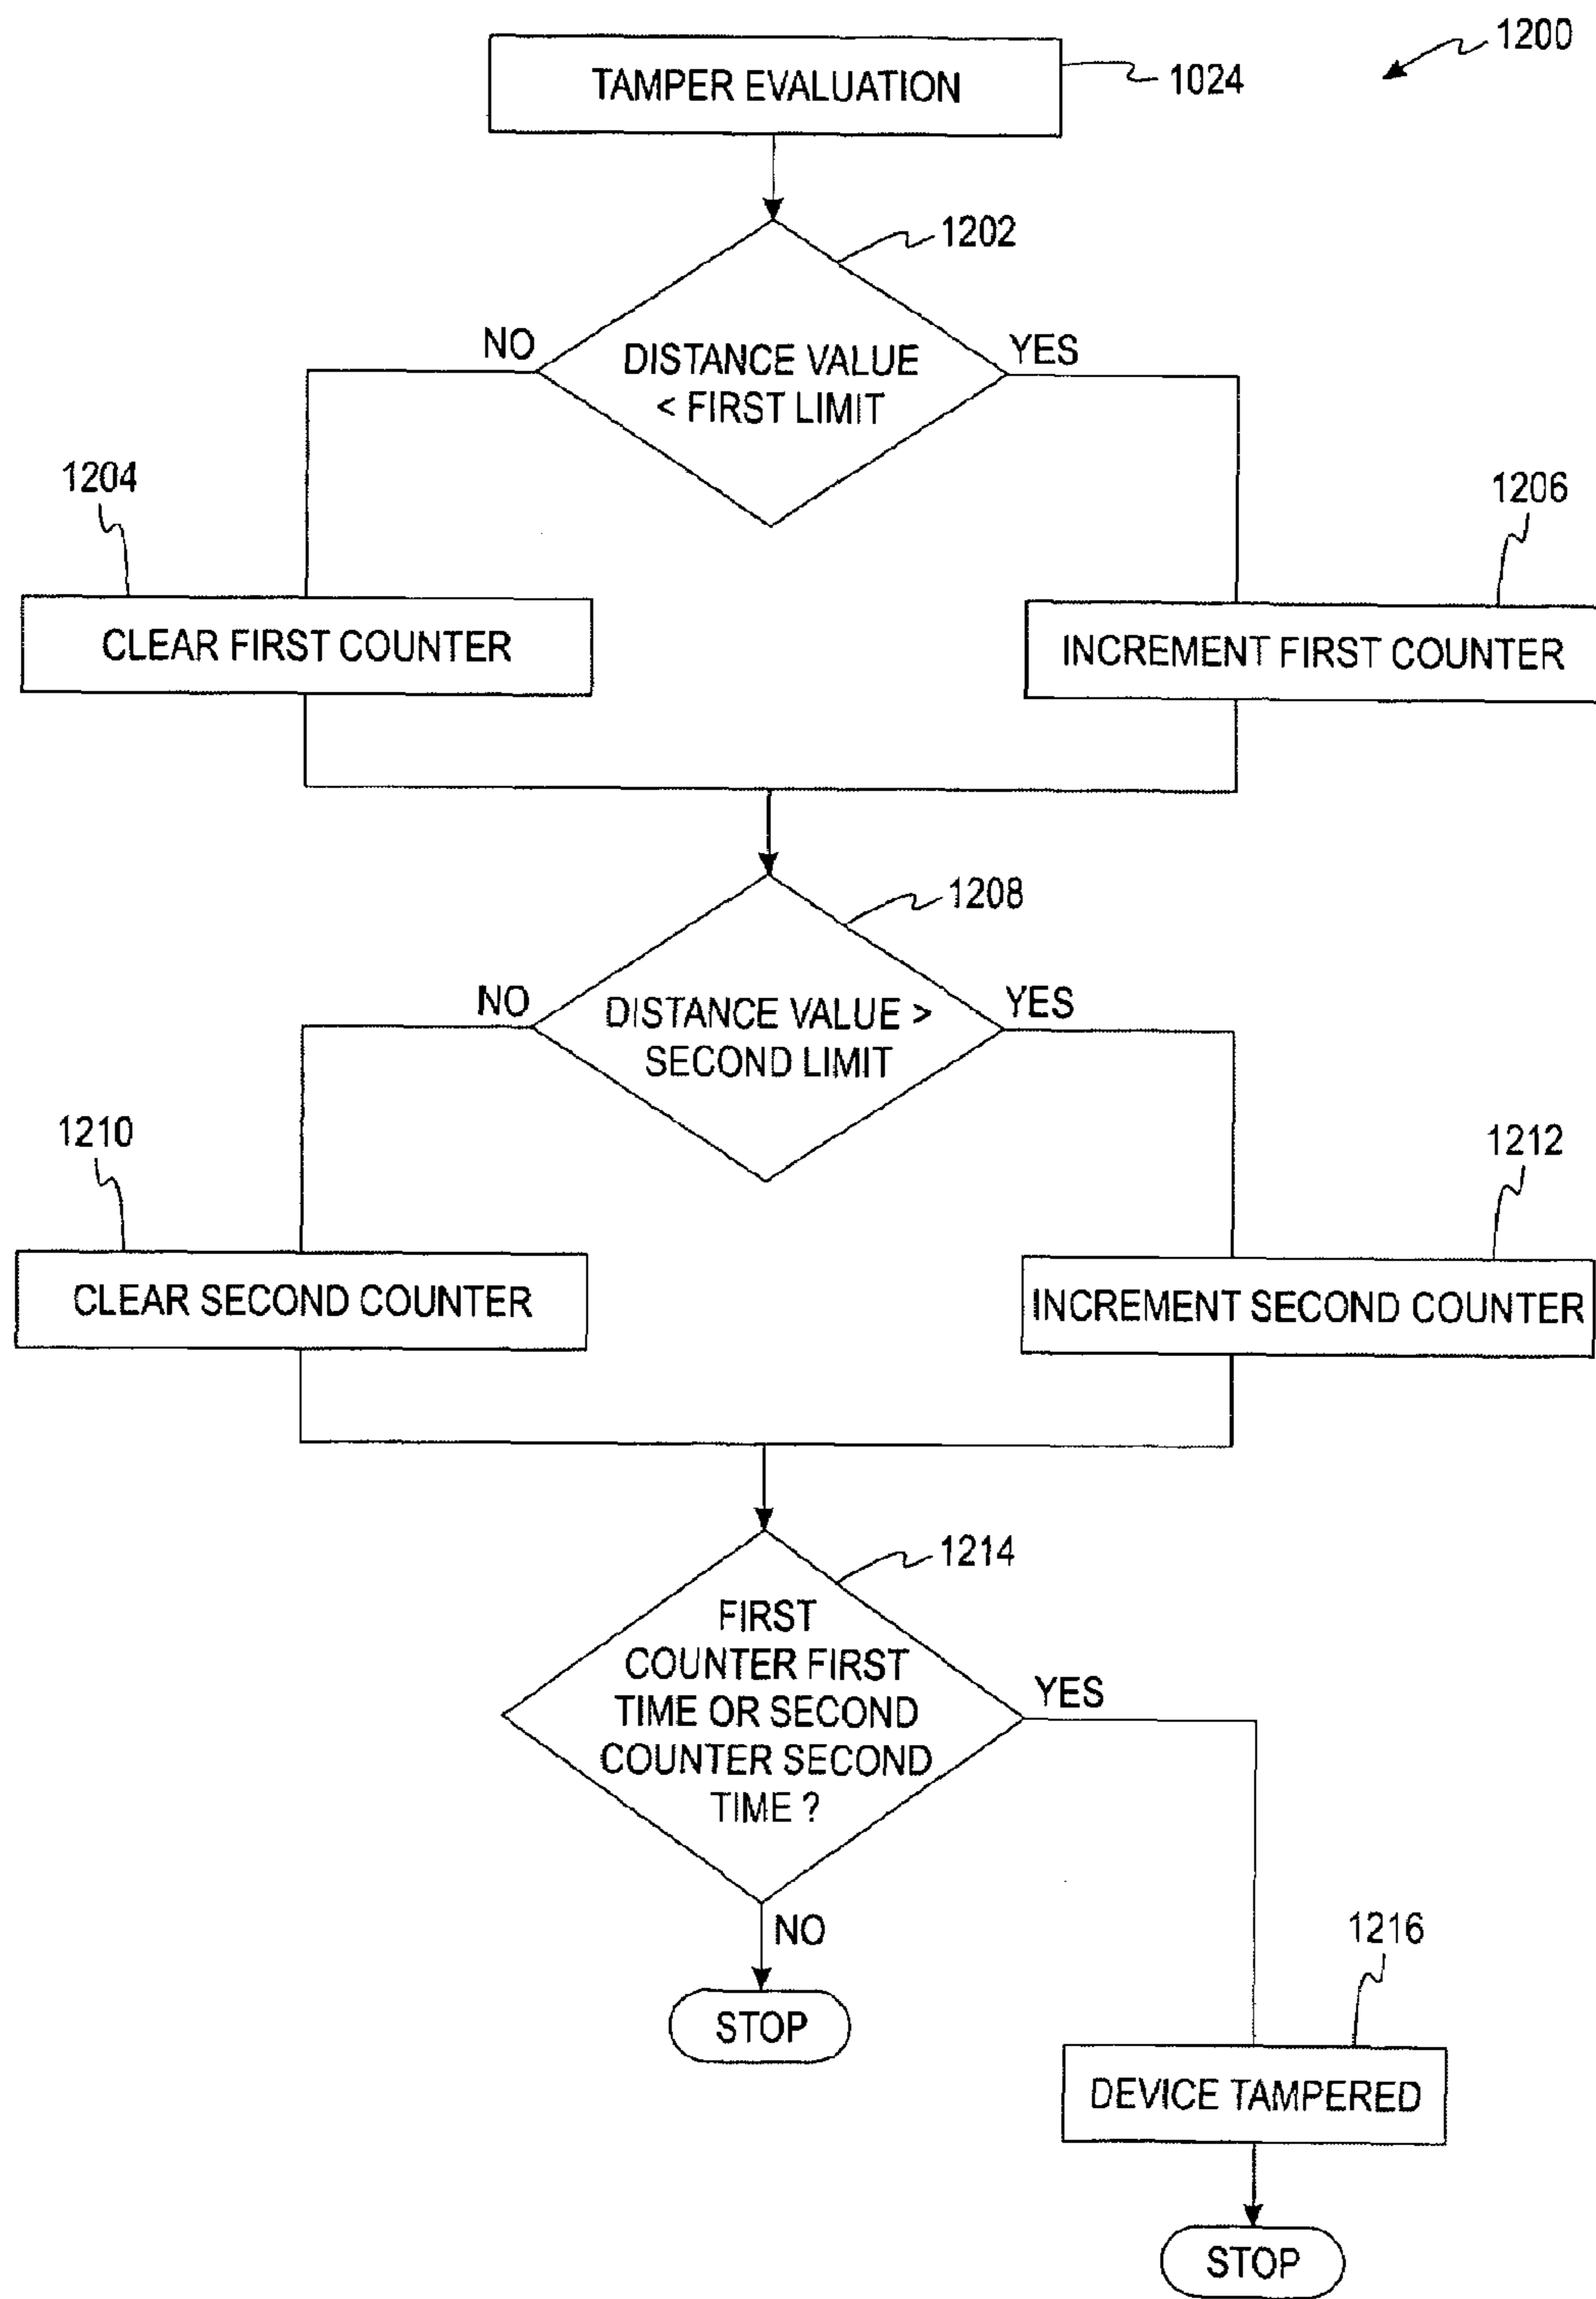 1200
TAMPER EVALUATION
1024
1202
NO
YES
DISTANCE VALUE
< FIRST LIMIT
1204
1206
CLEAR FIRST COUNTER
INCREMENT FIRST COUNTER
1208
NO
YES
DISTANCE VALUE >
SECOND LIMIT
1210
1212
CLEAR SECOND COUNTER
INCREMENT SECOND COUNTER
1214
FIRST
COUNTER FIRST
TIME OR SECOND
COUNTER SECOND
TIME ?
YES
NO
1216
STOP
DEVICE TAMPERED
STOP